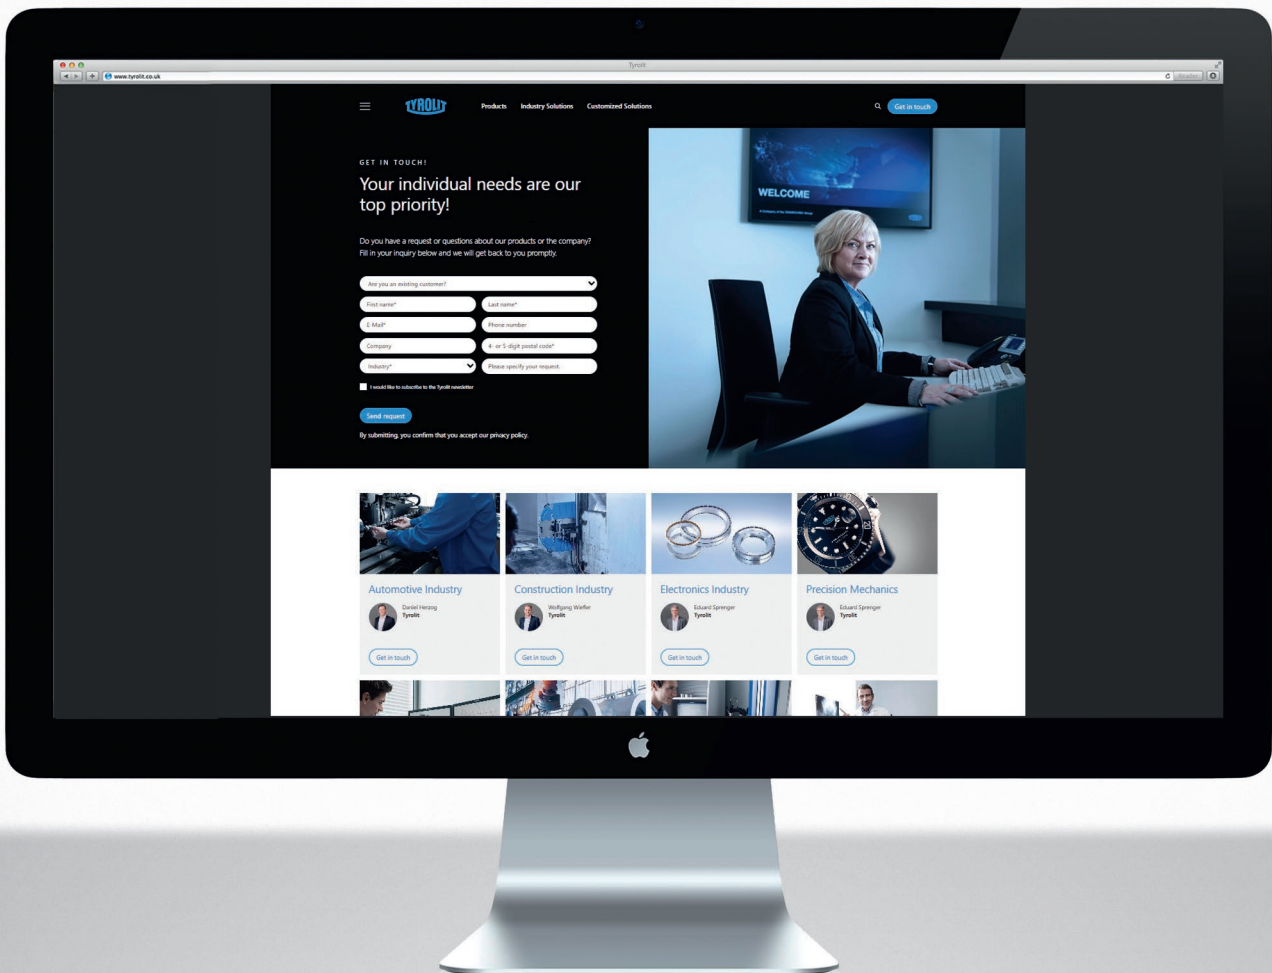 Tyrolit
www.tyrolit.co.uk
Reader
TYROLIT
Products Industry Solutions Customized Solutions
Get in touch
GET IN TOUCH!
Your individual needs are our
top priority!
Do you have a request or questions about our products or the company?
Fill in your inquiry below and we will get back to you promptly.
Are you an existing customer?
First name* Last name*
E-Mail* Phone number
Company 4- or 5-digit postal code*
Industry* Please specify your request.
I would like to subscribe to the Tyrolit newsletter
Send request
By submitting, you confirm that you accept our privacy policy.
WELCOME
Automotive Industry
Daniel Herzog
Tyrolit
Get in touch
Construction Industry
Wolfgang Wiefler
Tyrolit
Get in touch
Electronics Industry
Eduard Sprenger
Tyrolit
Get in touch
Precision Mechanics
Eduard Sprenger
Tyrolit
Get in touch